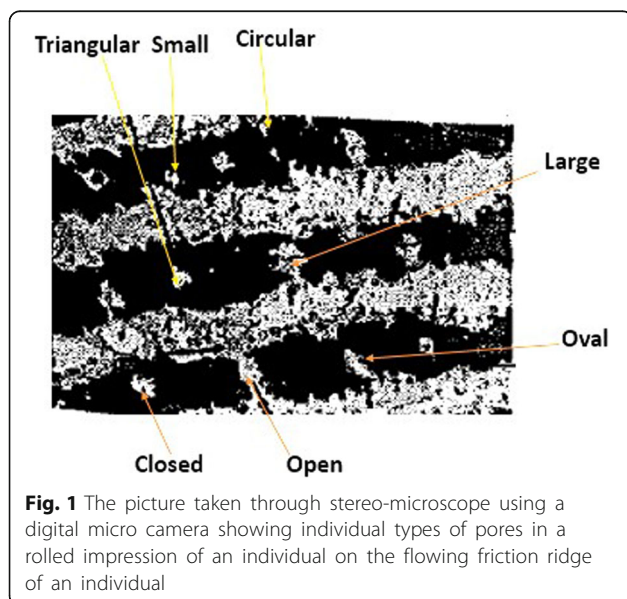 Triangular Small Circular
Large
Oval
Closed Open
Fig. 1 The picture taken through stereo-microscope using a
digital micro camera showing individual types of pores in a
rolled impression of an individual on the flowing friction ridge
of an individual